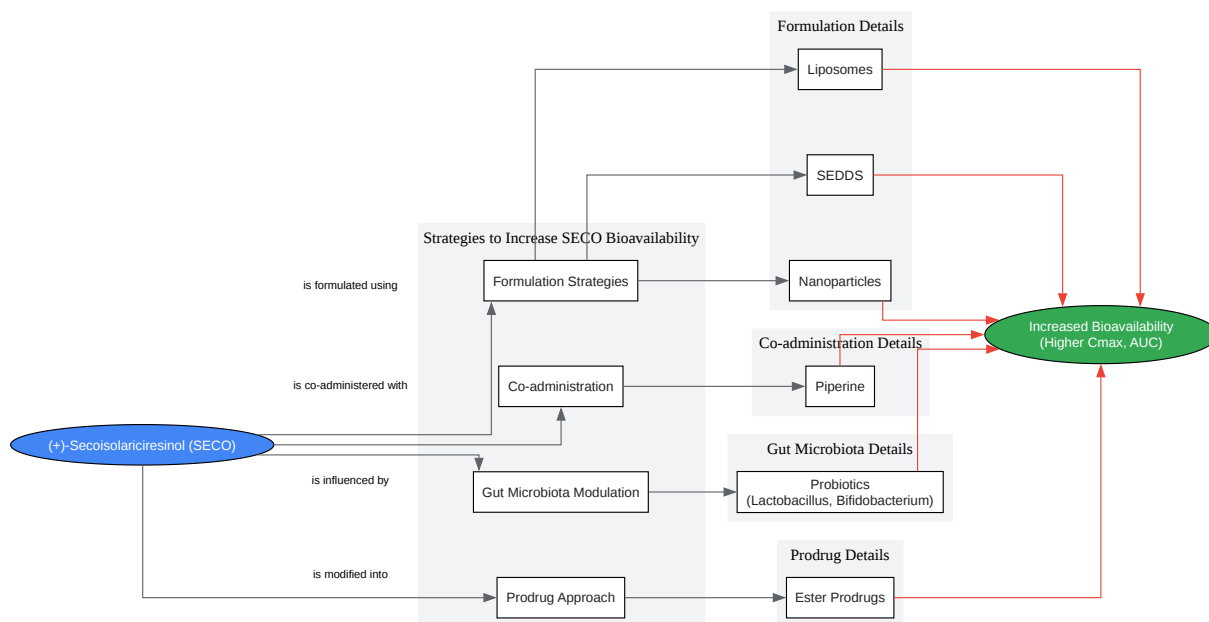 Formulation Details
Liposomes
SEDDS
Strategies to Increase SECO Bioavailability
is formulated using
Formulation Strategies
Nanoparticles
Increased Bioavailability
(Higher Cmax, AUC)
Co-administration Details
is co-administered with
Co-administration
Piperine
(+)-Secoisolariciresinol (SECO)
Gut Microbiota Details
is influenced by
Gut Microbiota Modulation
Probiotics
(Lactobacillus, Bifidobacterium)
Prodrug Details
is modified into
Prodrug Approach
Ester Prodrugs